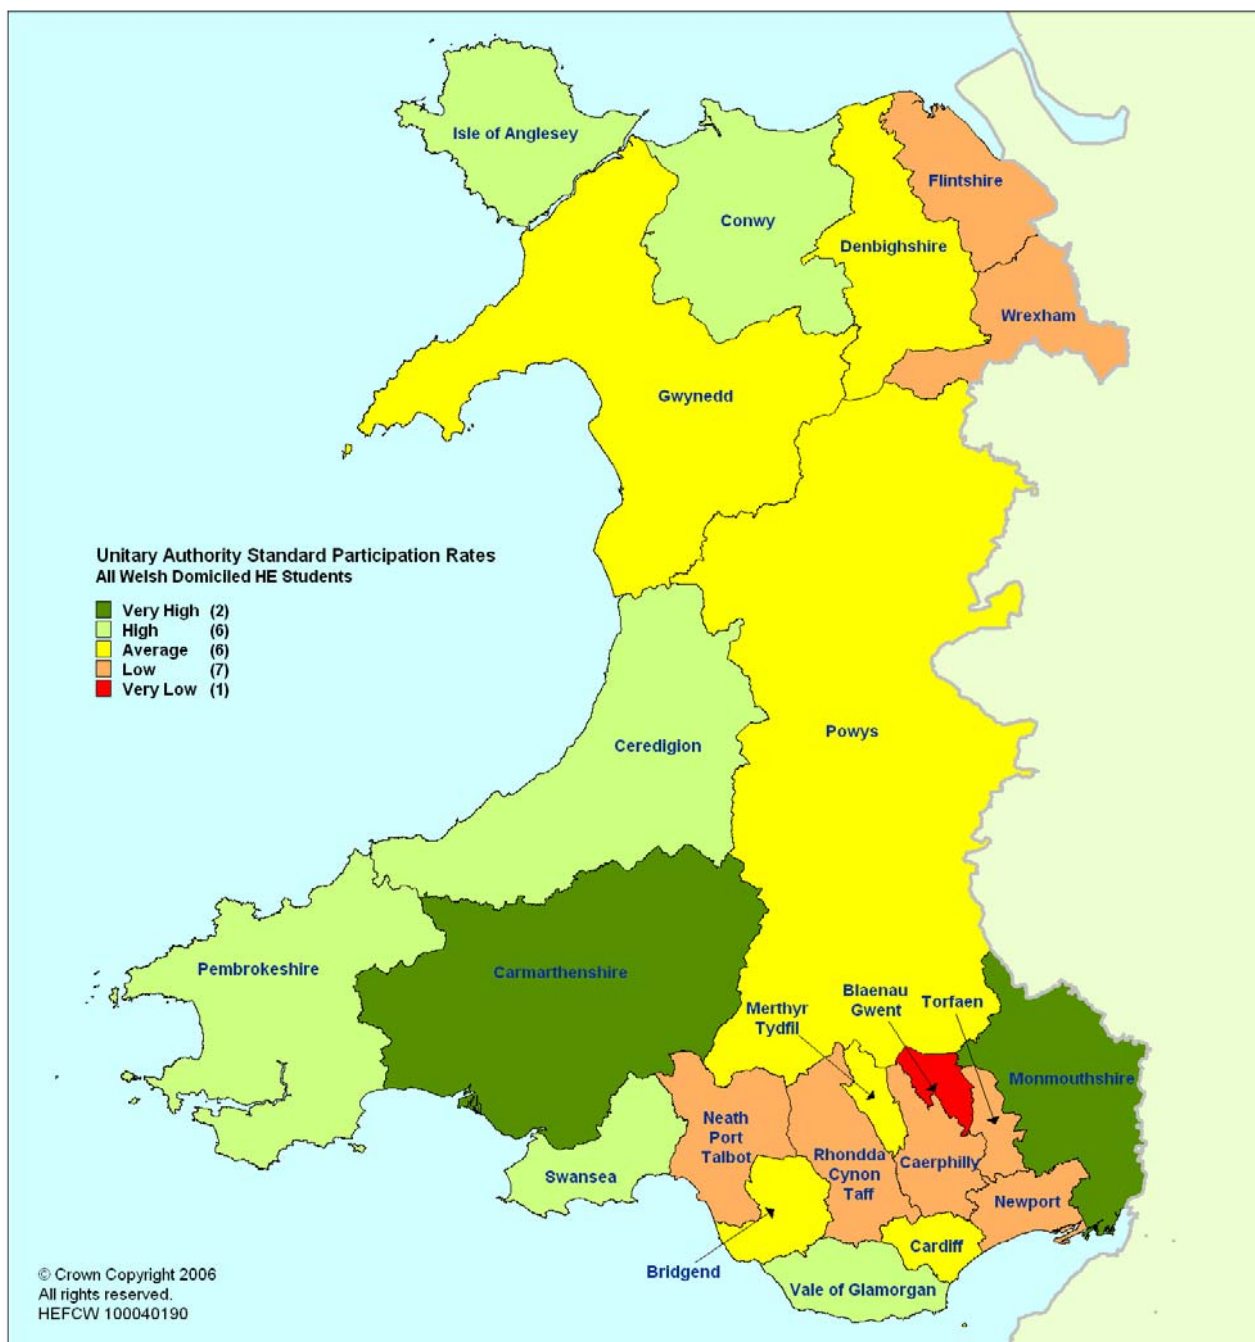 Isle of Anglesey
Flintshire
Conwy
Denbighshire
Wrexham
Gwynedd
Unitary Authority Standard Participation Rates
All Welsh Domiciled HE Students
Very High (2)
High (6)
Average (6)
Low (7)
Very Low (1)
Powys
Ceredigion
Pembrokeshire
Carmarthenshire
Blaenau
Gwent
Torfaen
Merthyr
Tydfil
Monmouthshire
Neath
Port
Talbot
Rhondda
Cynon
Taff
Caerphilly
Swansea
Newport
Cardiff
Bridgend
Vale of Glamorgan
© Crown Copyright 2006
All rights reserved.
HEFCW 100040190